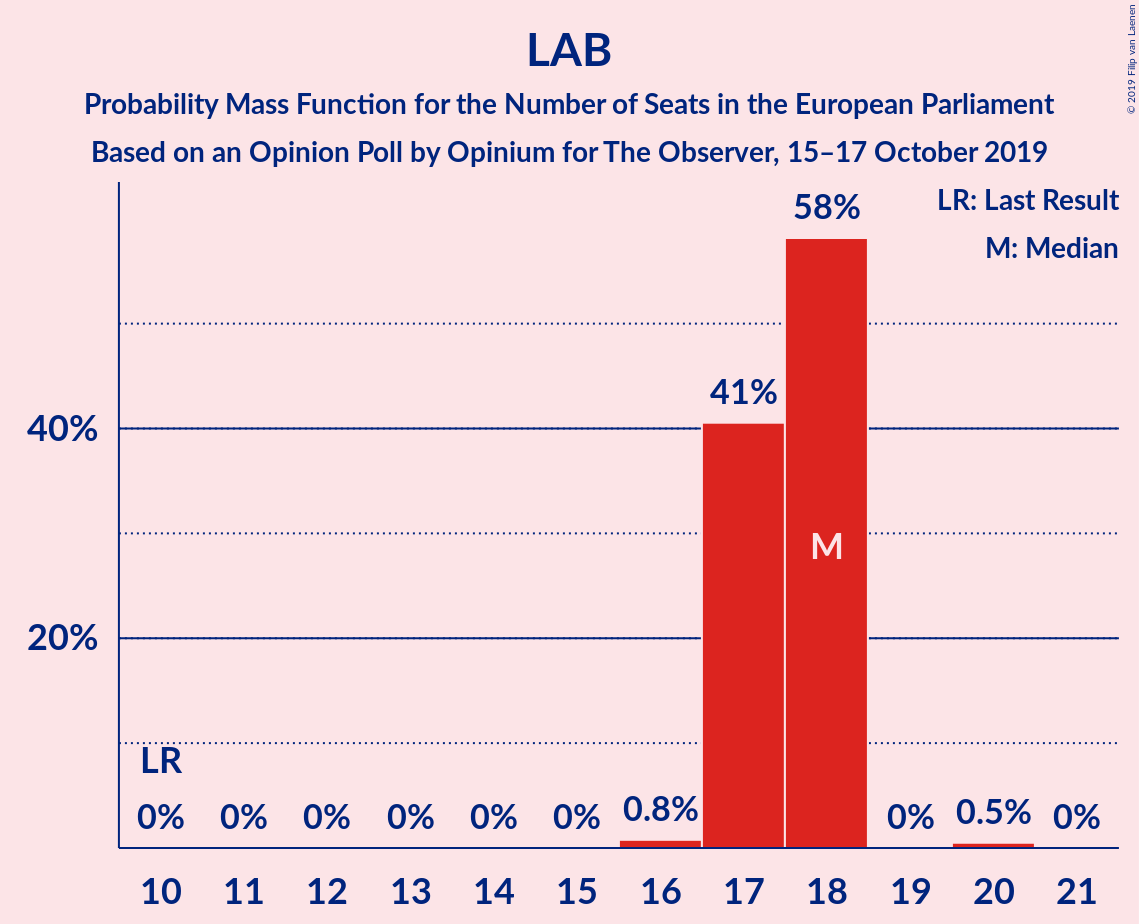 LAB
Probability Mass Function for the Number of Seats in the European Parliament
Based on an Opinion Poll by Opinium for The Observer, 15–17 October 2019
© 2019 Filip van Laenen
LR: Last Result
M: Median
58%
41%
40%
M
20%
LR
0% 0% 0% 0% 0% 0% 0.8% 0% 0.5% 0%
10 11 12 13 14 15 16 17 18 19 20 21